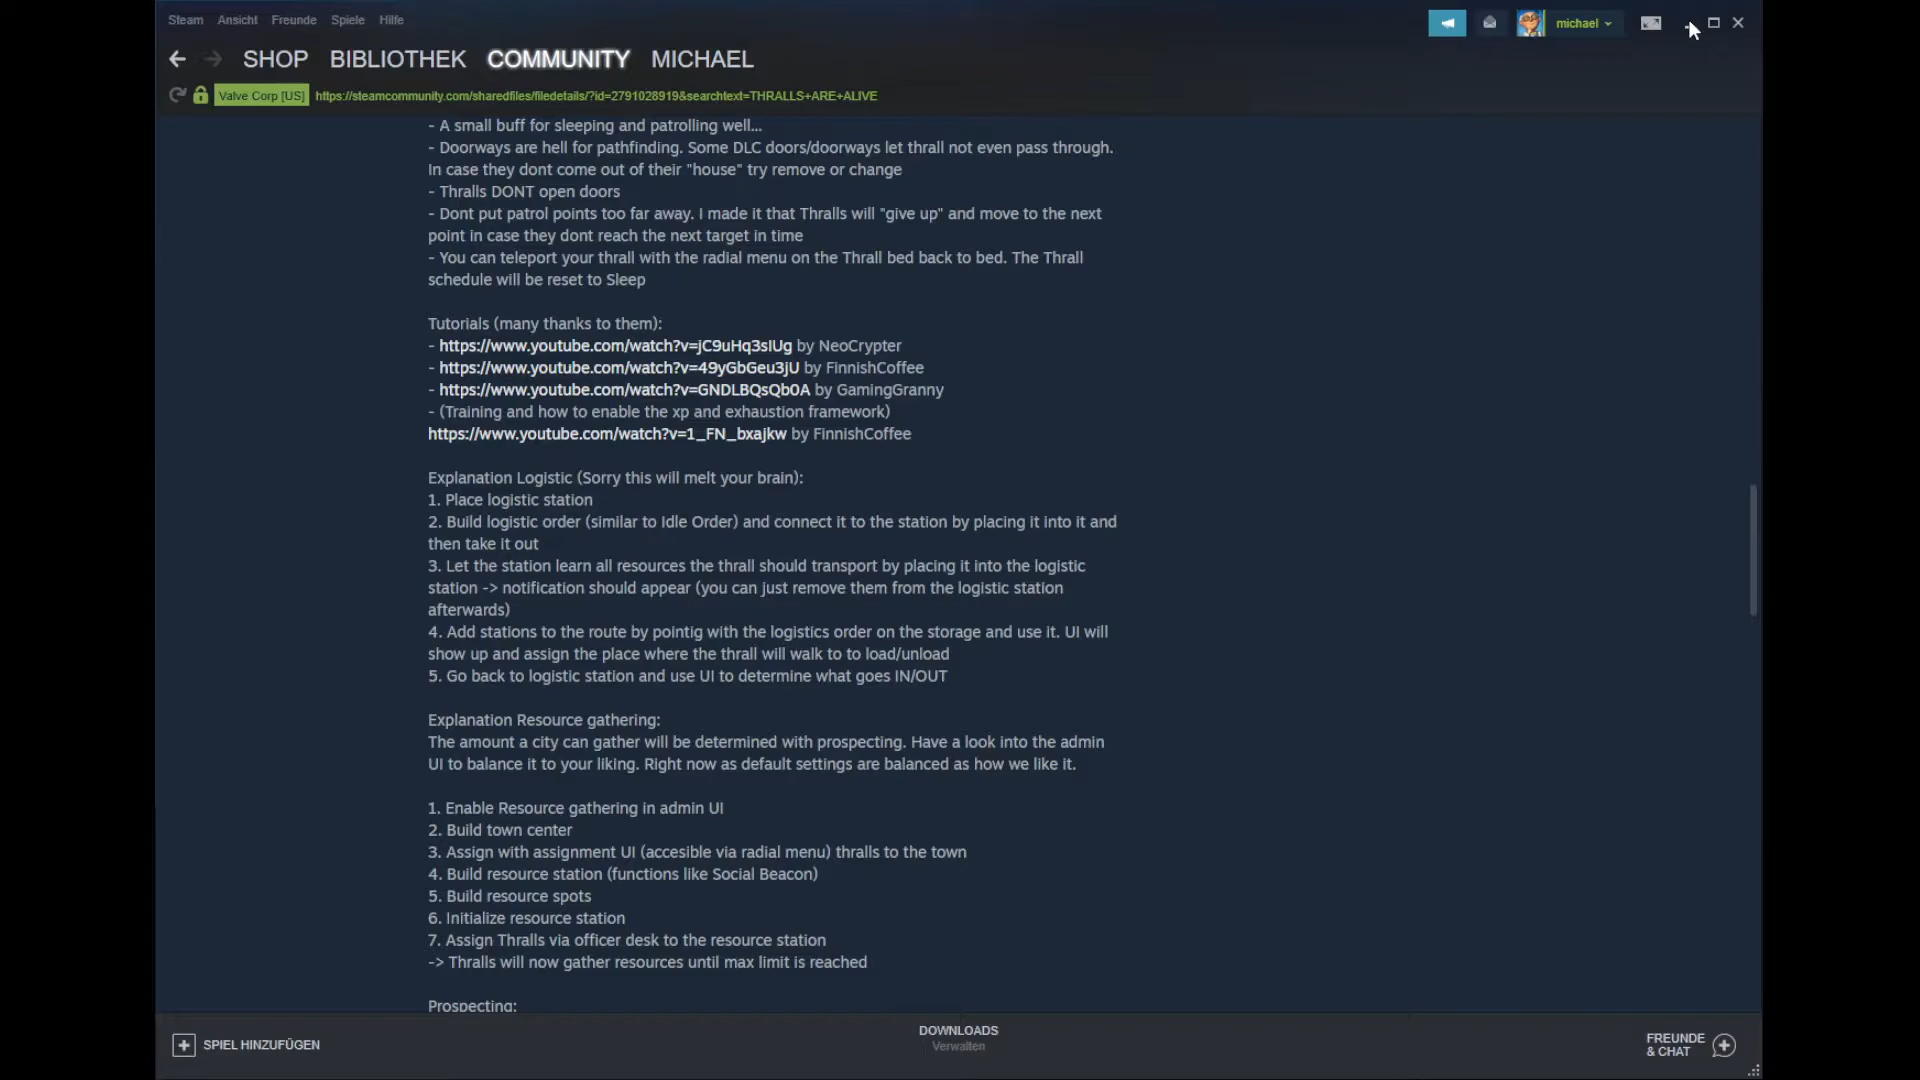 Steam Ansicht Freunde Spiele Hilfe
michael
SHOP BIBLIOTHEK COMMUNITY MICHAEL
Valve Corp [US] https://steamcommunity.com/sharedfiles/filedetails/?id=2791028919&searchtext=THRALLS+ARE+ALIVE
- A small buff for sleeping and patrolling well...
- Doorways are hell for pathfinding. Some DLC doors/doorways let thrall not even pass through.
In case they dont come out of their "house" try remove or change
- Thralls DONT open doors
- Dont put patrol points too far away. I made it that Thralls will "give up" and move to the next
point in case they dont reach the next target in time
- You can teleport your thrall with the radial menu on the Thrall bed back to bed. The Thrall
schedule will be reset to Sleep
Tutorials (many thanks to them):
- https://www.youtube.com/watch?v=jC9uHq3sIUg by NeoCrypter
- https://www.youtube.com/watch?v=49yGbGeu3jU by FinnishCoffee
- https://www.youtube.com/watch?v=GNDLBQsQb0A by GamingGranny
- (Training and how to enable the xp and exhaustion framework)
https://www.youtube.com/watch?v=1_FN_bxajkw by FinnishCoffee
Explanation Logistic (Sorry this will melt your brain):
1. Place logistic station
2. Build logistic order (similar to Idle Order) and connect it to the station by placing it into it and
then take it out
3. Let the station learn all resources the thrall should transport by placing it into the logistic
station -> notification should appear (you can just remove them from the logistic station
afterwards)
4. Add stations to the route by pointig with the logistics order on the storage and use it. UI will
show up and assign the place where the thrall will walk to to load/unload
5. Go back to logistic station and use UI to determine what goes IN/OUT
Explanation Resource gathering:
The amount a city can gather will be determined with prospecting. Have a look into the admin
UI to balance it to your liking. Right now as default settings are balanced as how we like it.
1. Enable Resource gathering in admin UI
2. Build town center
3. Assign with assignment UI (accesible via radial menu) thralls to the town
4. Build resource station (functions like Social Beacon)
5. Build resource spots
6. Initialize resource station
7. Assign Thralls via officer desk to the resource station
-> Thralls will now gather resources until max limit is reached
Prospecting:
SPIEL HINZUFÜGEN
DOWNLOADS
Verwalten
FREUNDE
& CHAT